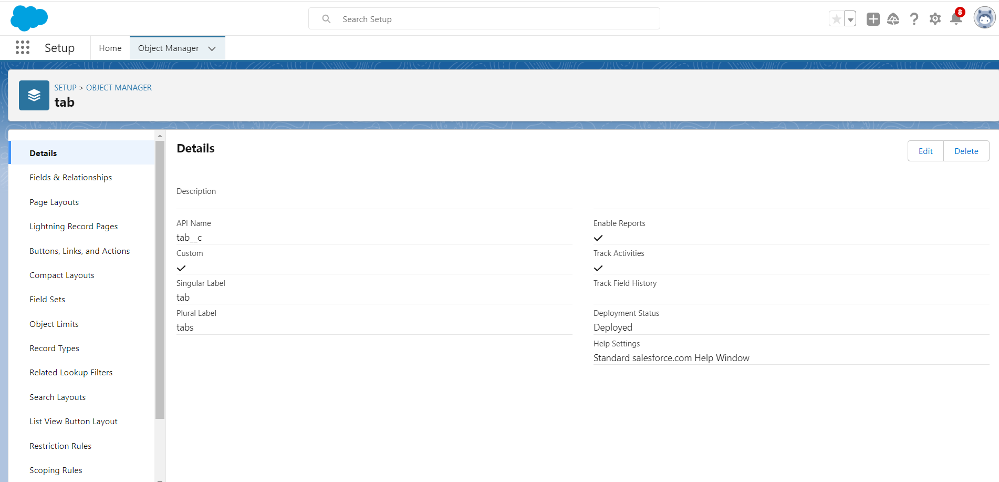 Search Setup
8
Setup
Home
Object Manager
SETUP > OBJECT MANAGER
tab
Details
Fields & Relationships
Page Layouts
Lightning Record Pages
Buttons, Links, and Actions
Compact Layouts
Field Sets
Object Limits
Record Types
Related Lookup Filters
Search Layouts
List View Button Layout
Restriction Rules
Scoping Rules
Details
Edit
Delete
Description
API Name
tab__c
Custom
Singular Label
tab
Plural Label
tabs
Enable Reports
Track Activities
Track Field History
Deployment Status
Deployed
Help Settings
Standard salesforce.com Help Window